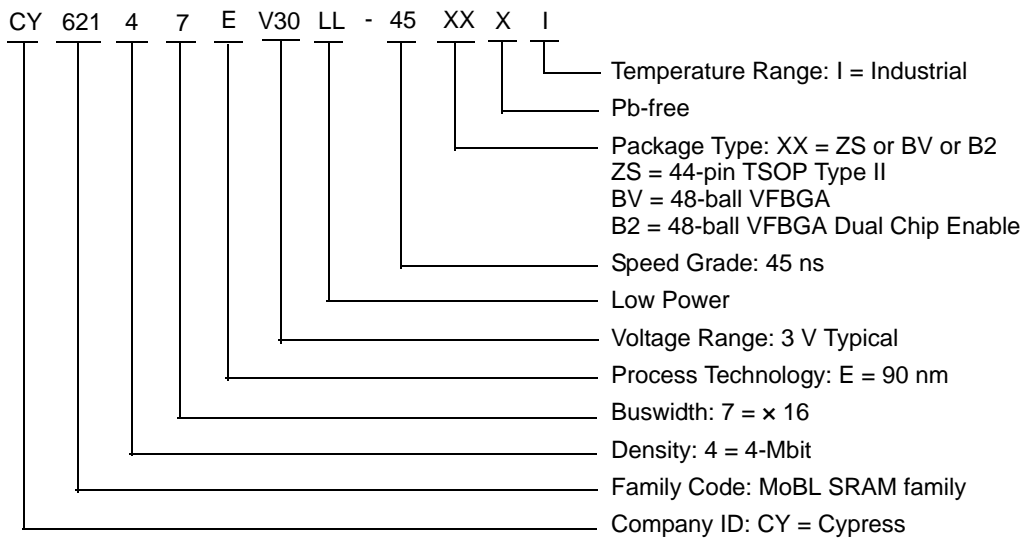 CY 621 4 7 E V30 LL - 45 XX X I
Temperature Range: I = Industrial
Pb-free
Package Type: XX = ZS or BV or B2
ZS = 44-pin TSOP Type II
BV = 48-ball VFBGA
B2 = 48-ball VFBGA Dual Chip Enable
Speed Grade: 45 ns
Low Power
Voltage Range: 3 V Typical
Process Technology: E = 90 nm
Buswidth: 7 = × 16
Density: 4 = 4-Mbit
Family Code: MoBL SRAM family
Company ID: CY = Cypress